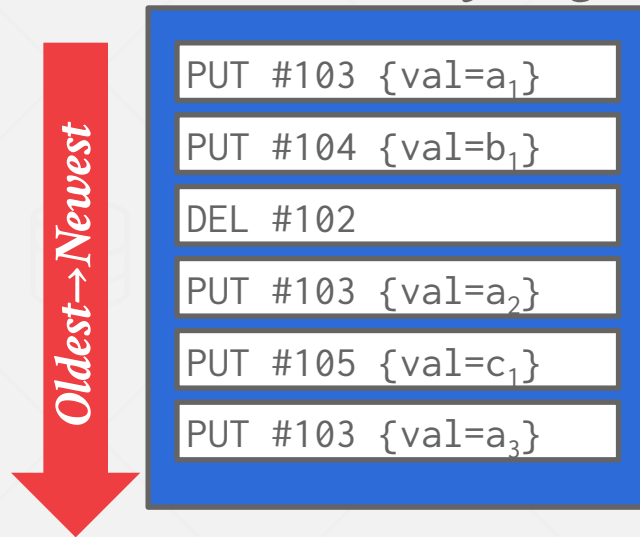 PUT #103 {val=a₁}
PUT #104 {val=b₁}
DEL #102
PUT #103 {val=a₂}
PUT #105 {val=c₁}
PUT #103 {val=a₃}
Oldest→Newest